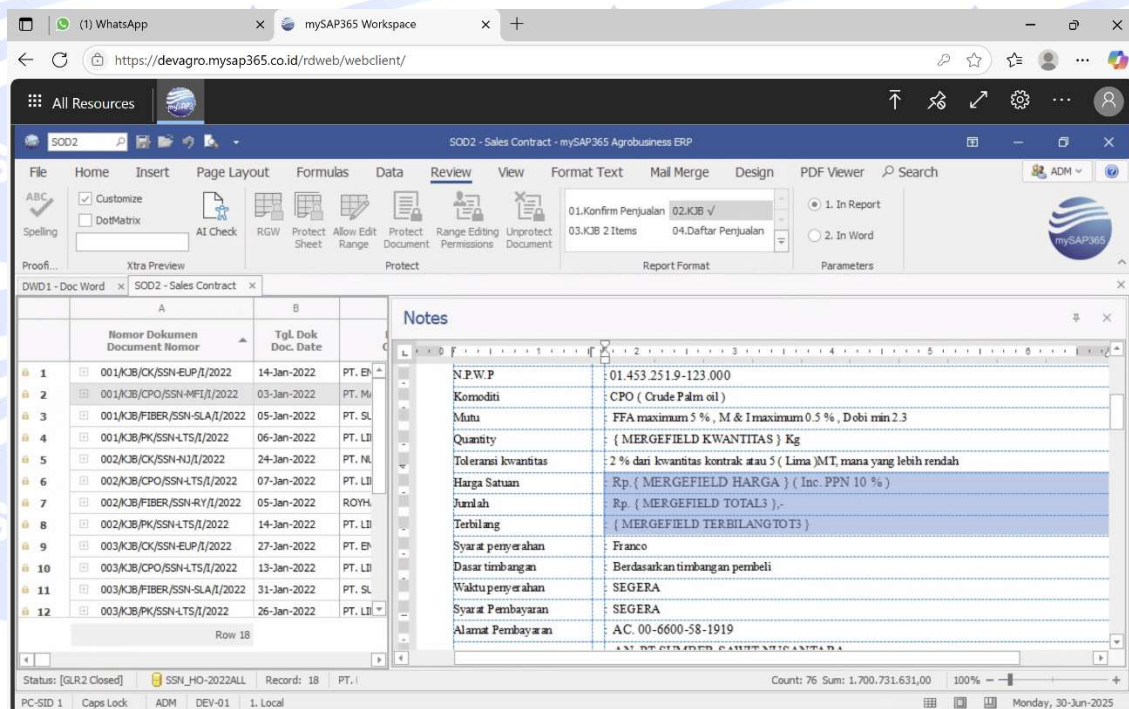 (1) WhatsApp
mySAP365 Workspace
https://devagro.mysap365.co.id/rdweb/webclient/
All Resources
SOD2
SOD2 - Sales Contract - mySAP365 Agrobusiness ERP
File Home Insert Page Layout Formulas Data Review View Format Text Mail Merge Design PDF Viewer Search ADM
ABC
Spelling
Customize
DotMatrix
AI Check
RGW
Protect Sheet
Allow Edit Range
Protect Document
Range Editing Permissions
Unprotect Document
01.Konfirm Penjualan 02.KJB √
03.KJB 2 Items 04.Daftar Penjualan
1. In Report
2. In Word
mySAP365
Proofi... Xtra Preview Protect Report Format Parameters
DWD1 - Doc Word SOD2 - Sales Contract
A B
Nomor Dokumen Document Nomor Tgl. Dok Doc. Date
1 001/KJB/CK/SSN-EUP/I/2022 14-Jan-2022 PT. EN
2 001/KJB/CPO/SSN-MFI/I/2022 03-Jan-2022 PT. M
3 001/KJB/FIBER/SSN-SLA/I/2022 05-Jan-2022 PT. SL
4 001/KJB/PK/SSN-LTS/I/2022 06-Jan-2022 PT. LI
5 002/KJB/CK/SSN-NJ/I/2022 24-Jan-2022 PT. NL
6 002/KJB/CPO/SSN-LTS/I/2022 07-Jan-2022 PT. LI
7 002/KJB/FIBER/SSN-RY/I/2022 05-Jan-2022 ROYH
8 002/KJB/PK/SSN-LTS/I/2022 14-Jan-2022 PT. LI
9 003/KJB/CK/SSN-EUP/I/2022 27-Jan-2022 PT. EN
10 003/KJB/CPO/SSN-LTS/I/2022 13-Jan-2022 PT. LI
11 003/KJB/FIBER/SSN-SLA/I/2022 31-Jan-2022 PT. SL
12 003/KJB/PK/SSN-LTS/I/2022 26-Jan-2022 PT. LI
Row 18
Notes
N.P.W.P : 01.453.251.9-123.000
Komoditi : CPO ( Crude Palm oil )
Mutu : FFA maximum 5 % , M & I maximum 0.5 % , Dobi min 2.3
Quantity : { MERGEFIELD KWANTITAS } Kg
Toleransi kwantitas : 2 % dari kwantitas kontrak atau 5 ( Lima )MT, mana yang lebih rendah
Harga Satuan : Rp.{ MERGEFIELD HARGA } ( Inc. PPN 10 % )
Jumlah : Rp. { MERGEFIELD TOTAL3 },-
Terbilang : { MERGEFIELD TERBILANGTOT3 }
Syarat penyerahan : Franco
Dasar timbangan : Berdasarkan timbangan pembeli
Waktu penyerahan : SEGERA
Syarat Pembayaran : SEGERA
Alamat Pembayaran : AC. 00-6600-58-1919
AN. PT SUMBER SAWIT NUSANTARA
Status: [GLR2 Closed] SSN_HO-2022ALL Record: 18 PT. Count: 76 Sum: 1.700.731.631,00 100%
PC-SID 1 Caps Lock ADM DEV-01 1. Local Monday, 30-Jun-2025